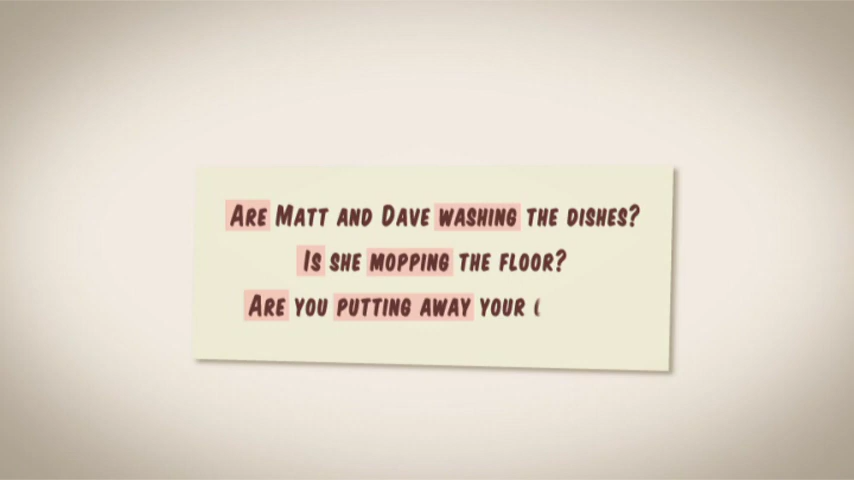 Are Matt and Dave washing the dishes?
Is she mopping the floor?
Are you putting away your